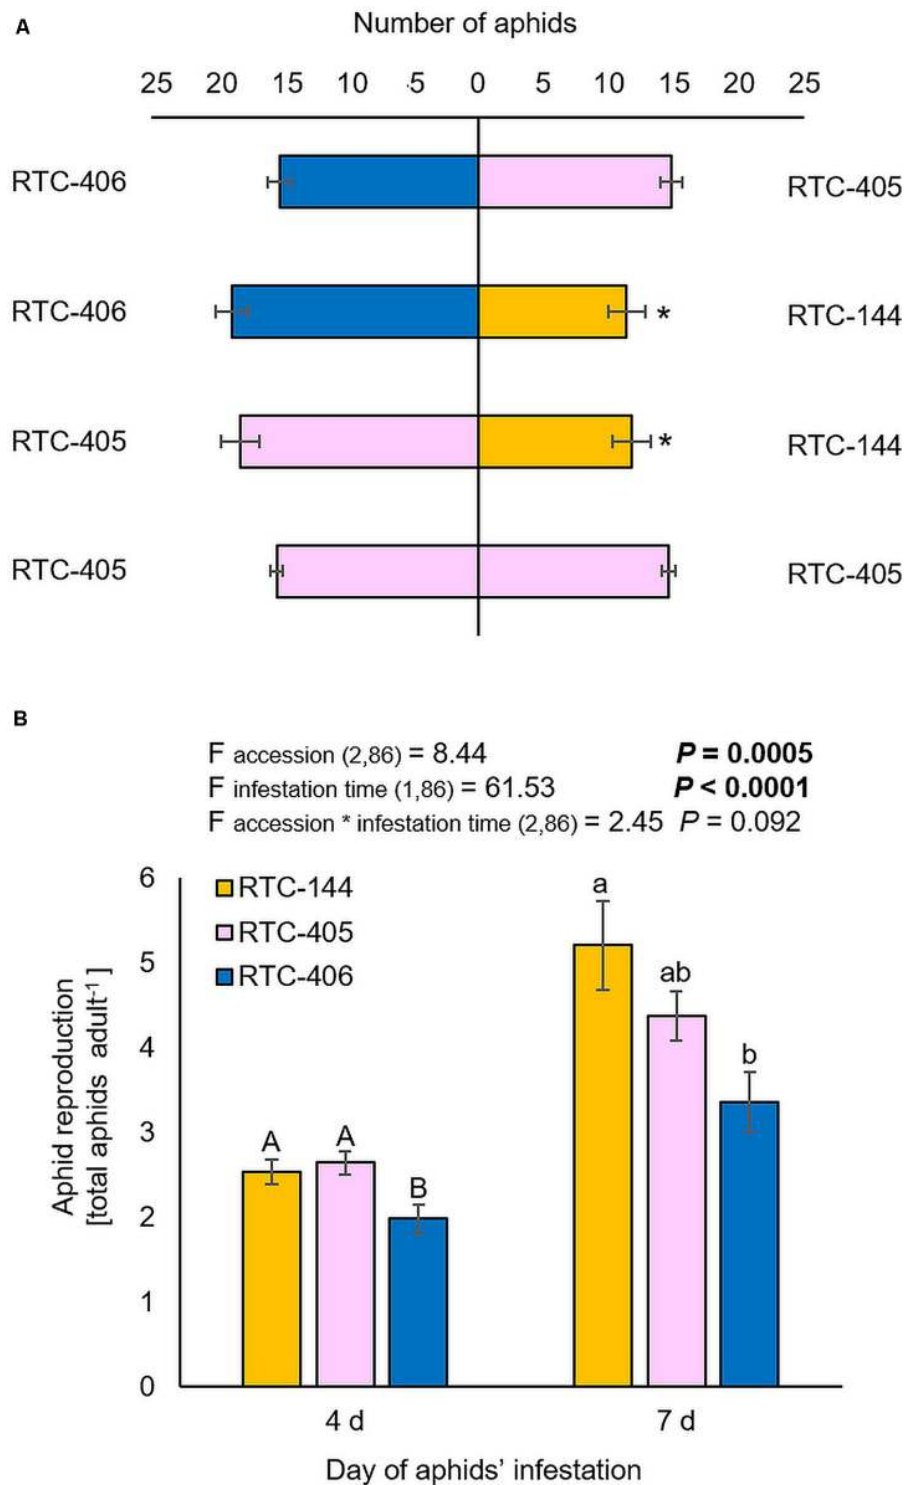 A
Number of aphids
25 20 15 10 5 0 5 10 15 20 25
RTC-406 RTC-405
RTC-406 * RTC-144
RTC-405 * RTC-144
RTC-405 RTC-405
B
F accession (2,86) = 8.44 P = 0.0005
F infestation time (1,86) = 61.53 P < 0.0001
F accession * infestation time (2,86) = 2.45 P = 0.092
RTC-144
RTC-405
RTC-406
Aphid reproduction
[total aphids adult-1]
6
5
4
3
2
1
0
A A B
a ab b
4 d 7 d
Day of aphids’ infestation